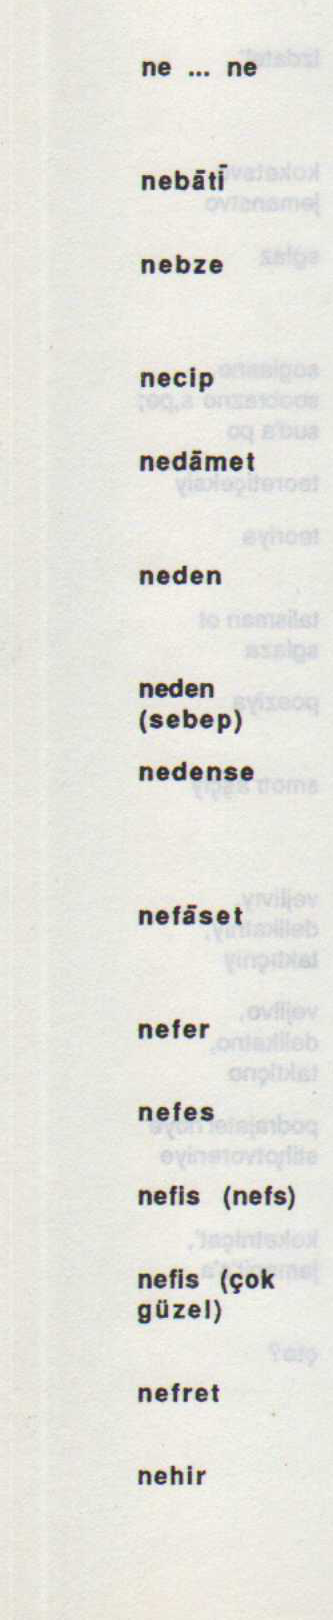 ne ... ne
nebātī
nebze
necip
nedāmet
neden
neden
(sebep)
nedense
nefāset
nefer
nefes
nefis (nefs)
nefis (çok
güzel)
nefret
nehir